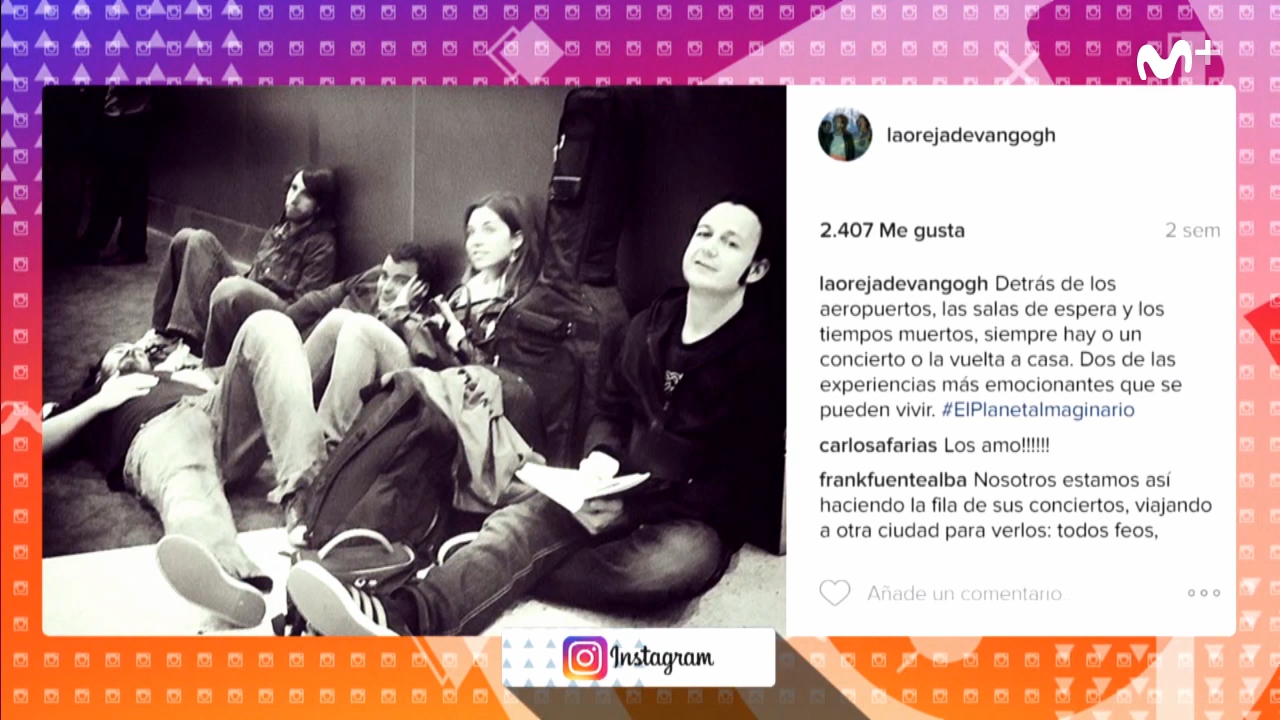 M+
laorejadevangogh
2.407 Me gusta 2 sem
laorejadevangogh Detrás de los
aeropuertos, las salas de espera y los
tiempos muertos, siempre hay o un
concierto o la vuelta a casa. Dos de las
experiencias más emocionantes que se
pueden vivir. #ElPlanetaImaginario
carlosafarias Los amo!!!!!!
frankfuentealba Nosotros estamos así
haciendo la fila de sus conciertos, viajando
a otra ciudad para verlos: todos feos,
Añade un comentario...
Instagram